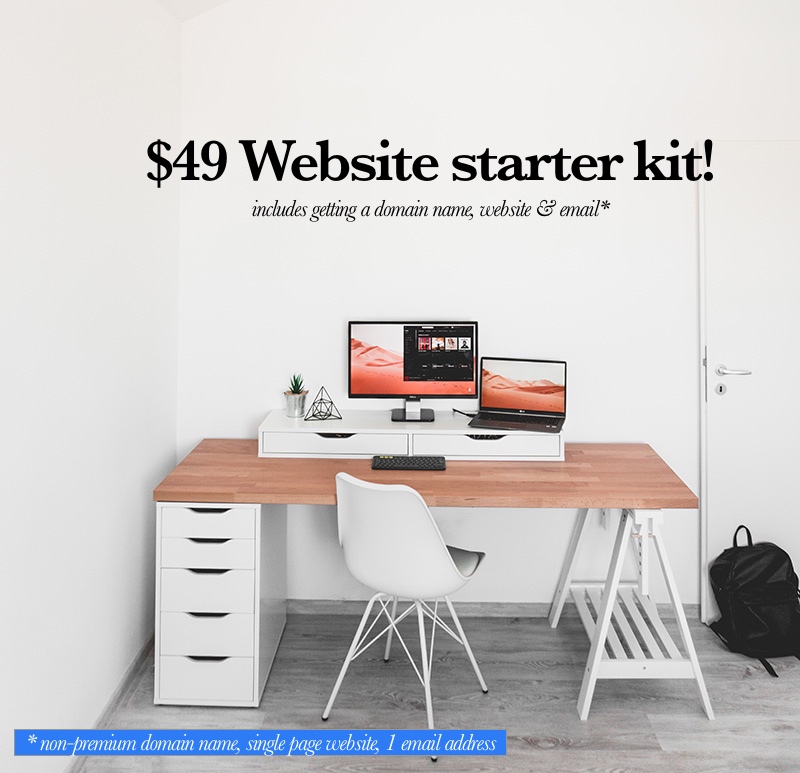 $49 Website starter kit!
includes getting a domain name, website & email*
* non-premium domain name, single page website, 1 email address